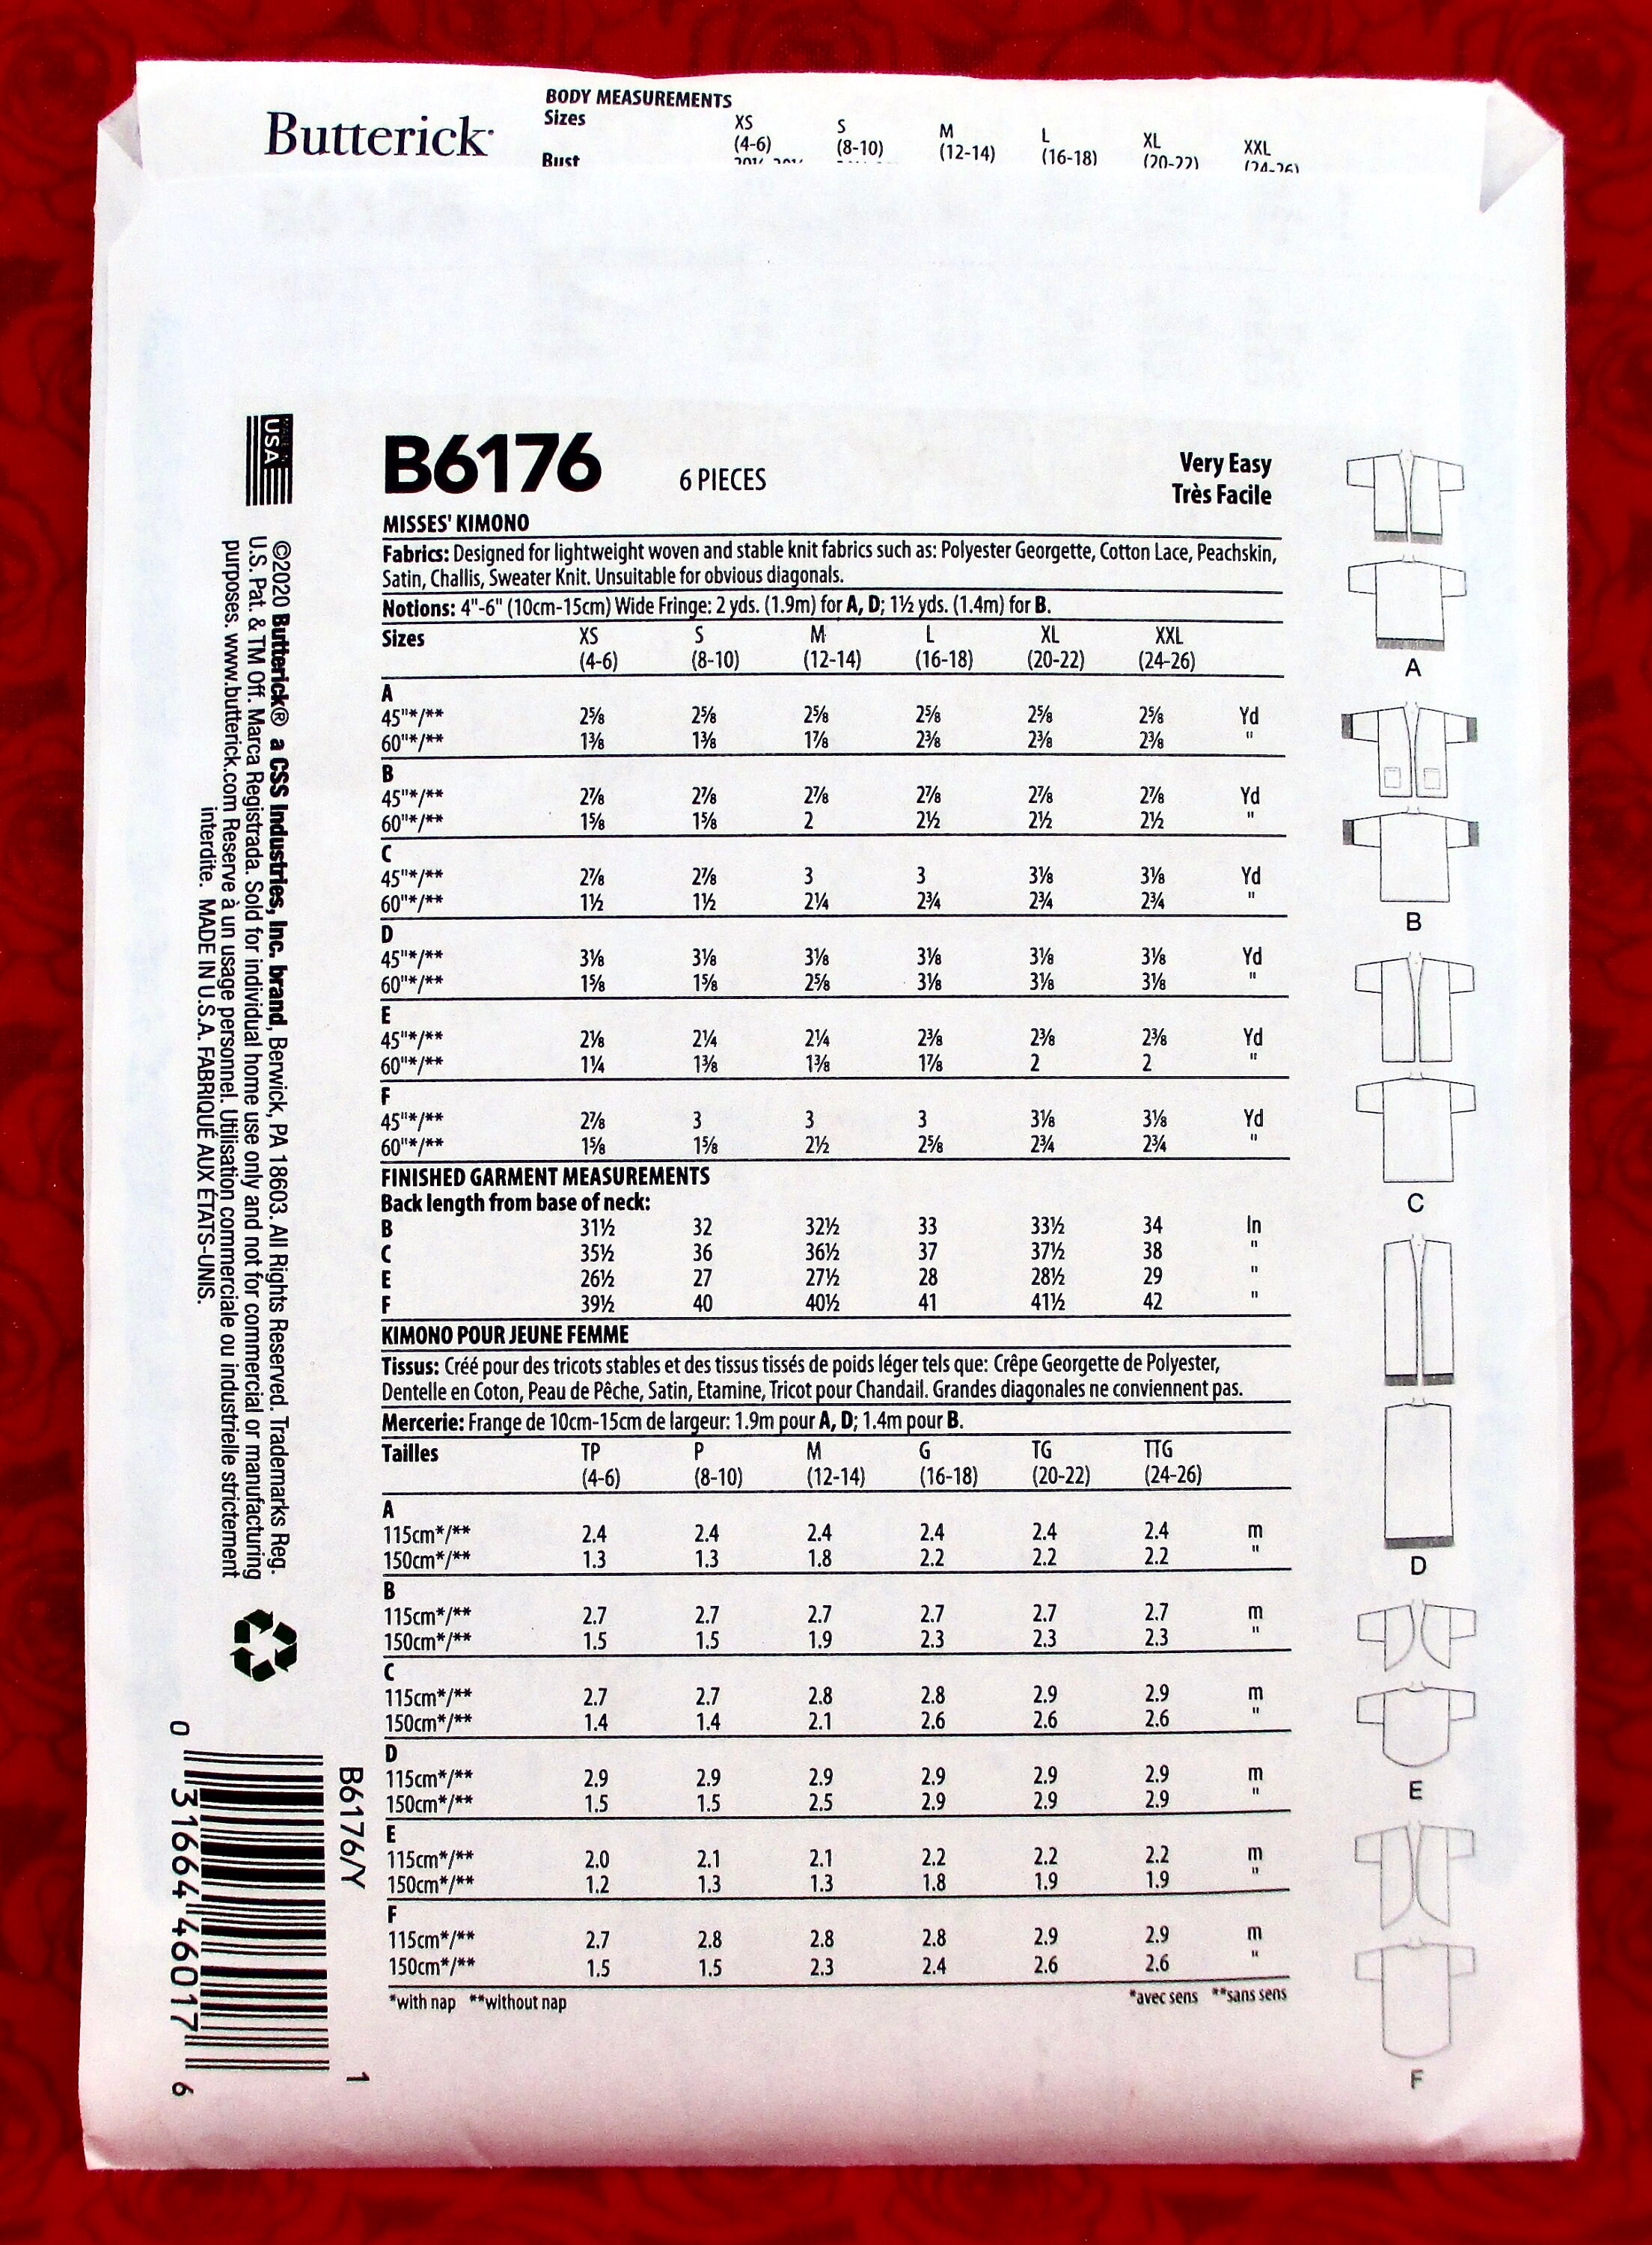 Butterick®
BODY MEASUREMENTS
Sizes XS S M L XL XXL
(4-6) (8-10) (12-14) (16-18) (20-22) (24-26)
Bust
B6176 6 PIECES
Very Easy
Très Facile
MISSES' KIMONO
Fabrics: Designed for lightweight woven and stable knit fabrics such as: Polyester Georgette, Cotton Lace, Peachskin,
Satin, Challis, Sweater Knit. Unsuitable for obvious diagonals.
Notions: 4"-6" (10cm-15cm) Wide Fringe: 2 yds. (1.9m) for A, D; 1½ yds. (1.4m) for B.
Sizes XS S M L XL XXL
(4-6) (8-10) (12-14) (16-18) (20-22) (24-26)
A
45"*/** 2⅝ 2⅝ 2⅝ 2⅝ 2⅝ 2⅝ Yd
60"*/** 1⅜ 1⅜ 1⅞ 2⅜ 2⅜ 2⅜ "
B
45"*/** 2⅞ 2⅞ 2⅞ 2⅞ 2⅞ 2⅞ Yd
60"*/** 1⅝ 1⅝ 2 2½ 2½ 2½ "
C
45"*/** 2⅞ 2⅞ 3 3 3⅛ 3⅛ Yd
60"*/** 1½ 1½ 2¼ 2¾ 2¾ 2¾ "
D
45"*/** 3⅛ 3⅛ 3⅛ 3⅛ 3⅛ 3⅛ Yd
60"*/** 1⅝ 1⅝ 2⅝ 3⅛ 3⅛ 3⅛ "
E
45"*/** 2⅛ 2¼ 2¼ 2⅜ 2⅜ 2⅜ Yd
60"*/** 1¼ 1⅜ 1⅜ 1⅞ 2 2 "
F
45"*/** 2⅞ 3 3 3 3⅛ 3⅛ Yd
60"*/** 1⅝ 1⅝ 2½ 2⅝ 2¾ 2¾ "
FINISHED GARMENT MEASUREMENTS
Back length from base of neck:
B 31½ 32 32½ 33 33½ 34 In
C 35½ 36 36½ 37 37½ 38 "
E 26½ 27 27½ 28 28½ 29 "
F 39½ 40 40½ 41 41½ 42 "
KIMONO POUR JEUNE FEMME
Tissus: Créé pour des tricots stables et des tissus tissés de poids léger tels que: Crêpe Georgette de Polyester,
Dentelle en Coton, Peau de Pêche, Satin, Etamine, Tricot pour Chandail. Grandes diagonales ne conviennent pas.
Mercerie: Frange de 10cm-15cm de largeur: 1.9m pour A, D; 1.4m pour B.
Tailles TP P M G TG TTG
(4-6) (8-10) (12-14) (16-18) (20-22) (24-26)
A
115cm*/** 2.4 2.4 2.4 2.4 2.4 2.4 m
150cm*/** 1.3 1.3 1.8 2.2 2.2 2.2 "
B
115cm*/** 2.7 2.7 2.7 2.7 2.7 2.7 m
150cm*/** 1.5 1.5 1.9 2.3 2.3 2.3 "
C
115cm*/** 2.7 2.7 2.8 2.8 2.9 2.9 m
150cm*/** 1.4 1.4 2.1 2.6 2.6 2.6 "
D
115cm*/** 2.9 2.9 2.9 2.9 2.9 2.9 m
150cm*/** 1.5 1.5 2.5 2.9 2.9 2.9 "
E
115cm*/** 2.0 2.1 2.1 2.2 2.2 2.2 m
150cm*/** 1.2 1.3 1.3 1.8 1.9 1.9 "
F
115cm*/** 2.7 2.8 2.8 2.8 2.9 2.9 m
150cm*/** 1.5 1.5 2.3 2.4 2.6 2.6 "
*with nap **without nap *avec sens **sans sens
A
B
C
D
E
F
MADE IN
USA
©2020 Butterick® a CSS Industries, Inc. brand, Berwick, PA 18603. All Rights Reserved. Trademarks Reg.
U.S. Pat. & TM Off. Marca Registrada. Sold for individual home use only and not for commercial or manufacturing
purposes. www.butterick.com Reserve à un usage personnel. Utilisation commerciale ou industrielle strictement
interdite. MADE IN U.S.A. FABRIQUÉ AUX ÉTATS-UNIS.
B6176/Y 1
0 31664 46017 6